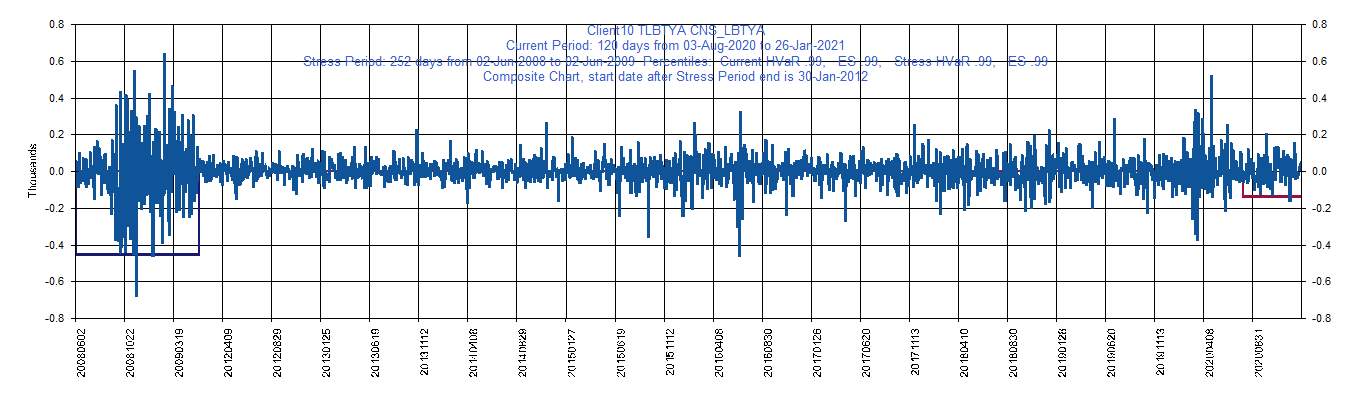 Client10 TLBTYA CNS_LBTYA
Current Period: 120 days from 03-Aug-2020 to 26-Jan-2021
Stress Period: 252 days from 02-Jun-2008 to 02-Jun-2009 Percentiles: Current HVaR .99, ES .99, Stress HVaR .99, ES .99
Composite Chart, start date after Stress Period end is 30-Jan-2012
0.8 0.8
0.6 0.6
0.4 0.4
0.2 0.2
0.0 0.0
-0.2 -0.2
-0.4 -0.4
-0.6 -0.6
-0.8 -0.8
Thousands
20080602 20081022 20090319 20120409 20120829 20130125 20130619 20131112 20140408 20140829 20150127 20150619 20151112 20160408 20160830 20170126 20170620 20171113 20180410 20180830 20190128 20190620 20191113 20200408 20200831